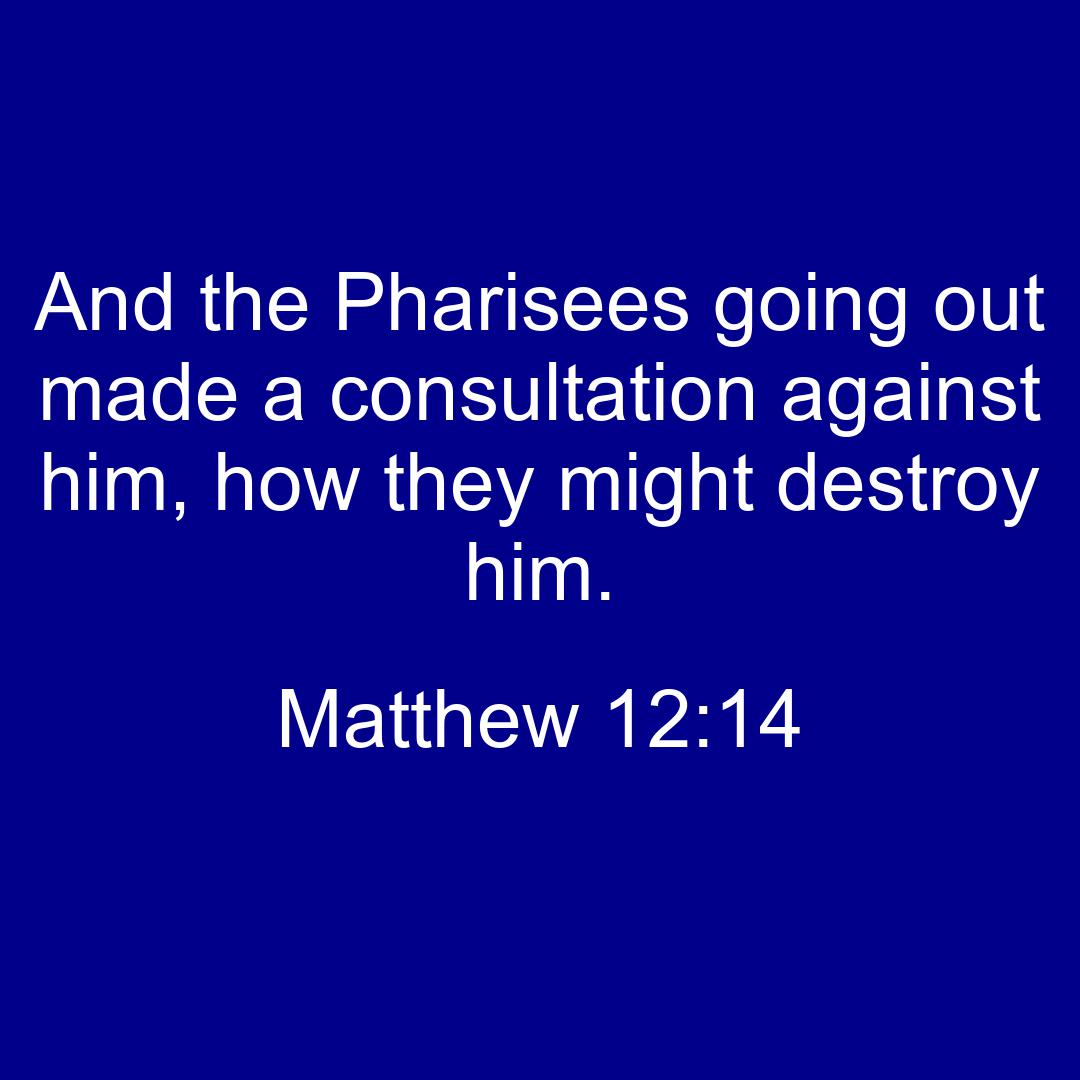 And the Pharisees going out
made a consultation against
him, how they might destroy
him.
Matthew 12:14